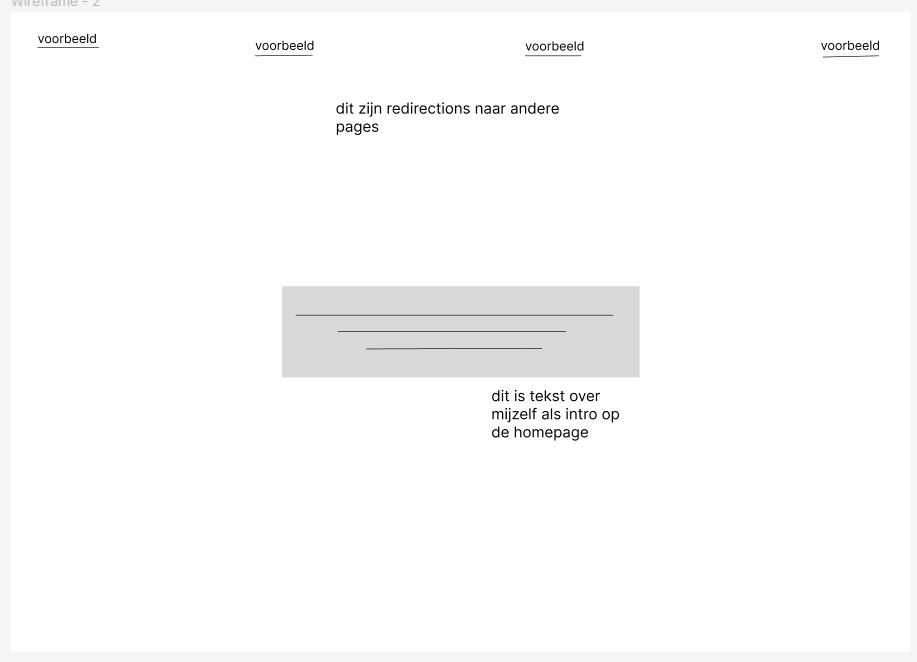 Wireframe - 2
voorbeeld
voorbeeld
voorbeeld
voorbeeld
dit zijn redirections naar andere
pages
dit is tekst over
mijzelf als intro op
de homepage